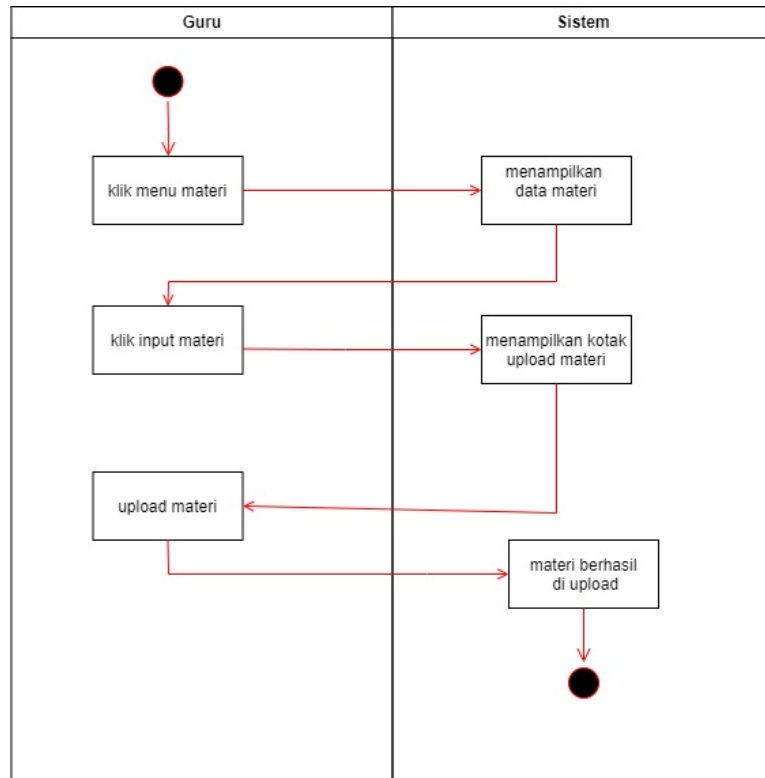 Guru
Sistem
klik menu materi
menampilkan
data materi
klik input materi
menampilkan kotak
upload materi
upload materi
materi berhasil
di upload